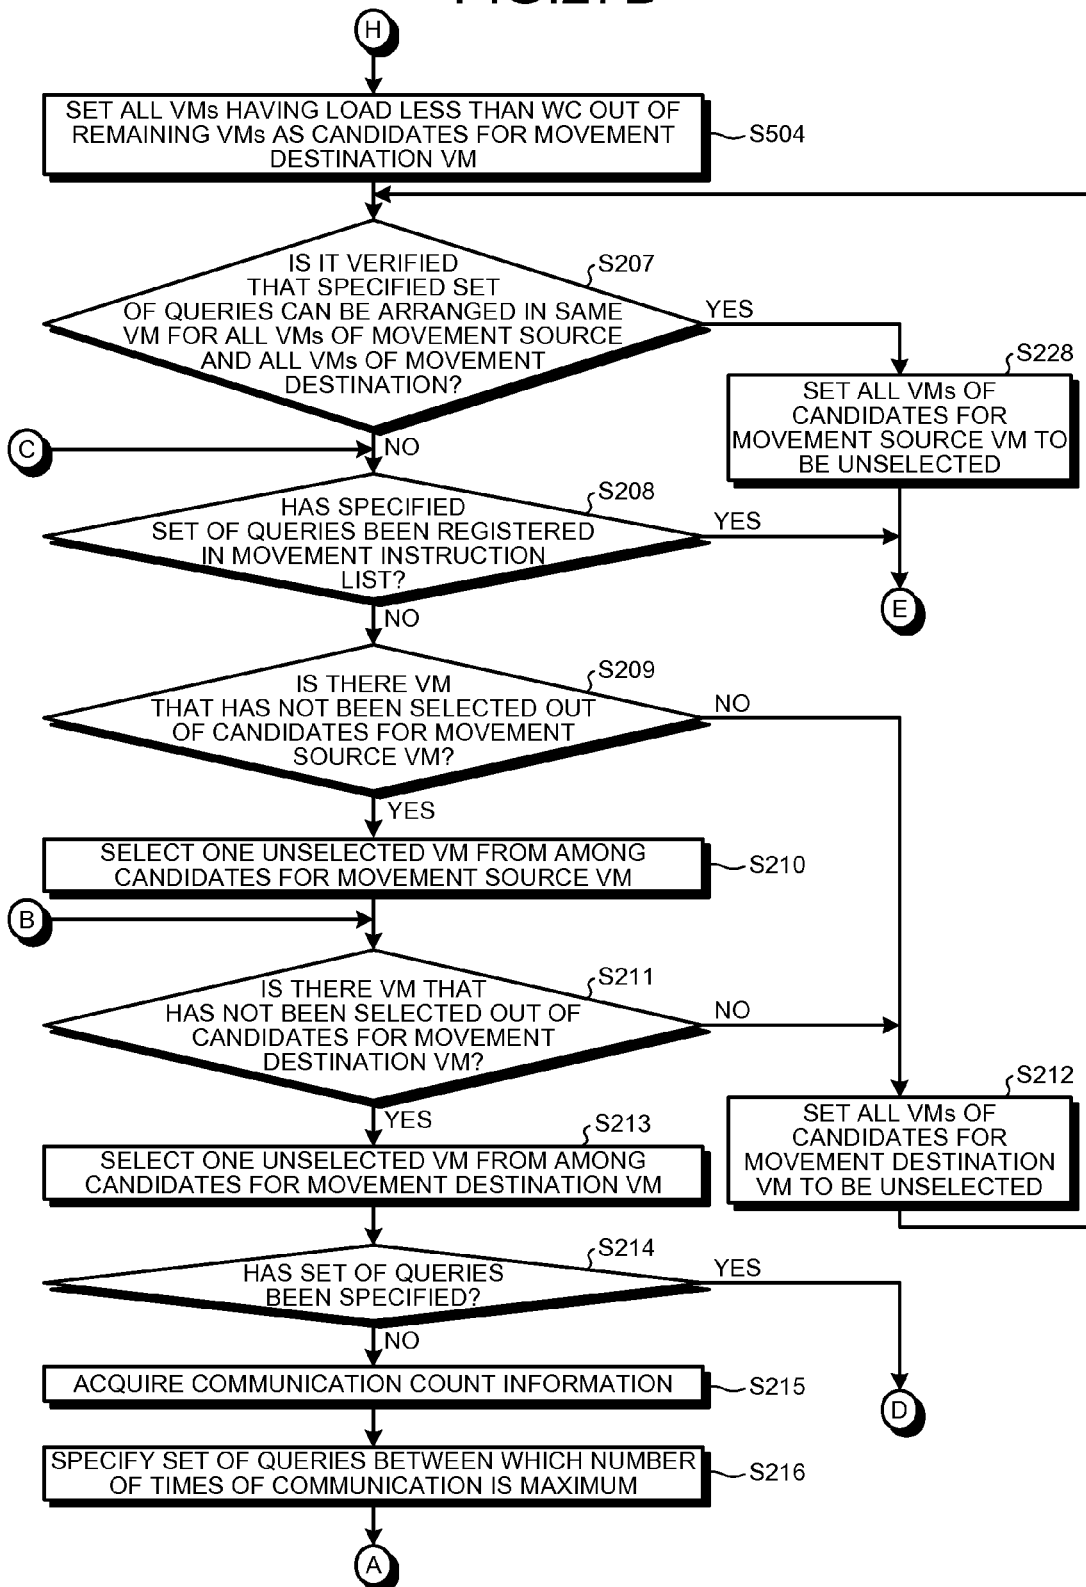 H
SET ALL VMs HAVING LOAD LESS THAN WC OUT OF
REMAINING VMs AS CANDIDATES FOR MOVEMENT
DESTINATION VM
S504
IS IT VERIFIED
THAT SPECIFIED SET
OF QUERIES CAN BE ARRANGED IN SAME
VM FOR ALL VMs OF MOVEMENT SOURCE
AND ALL VMs OF MOVEMENT
DESTINATION?
S207
YES
S228
SET ALL VMs OF
CANDIDATES FOR
MOVEMENT SOURCE VM TO
BE UNSELECTED
NO
C
HAS SPECIFIED
SET OF QUERIES BEEN REGISTERED
IN MOVEMENT INSTRUCTION
LIST?
S208
YES
E
NO
IS THERE VM
THAT HAS NOT BEEN SELECTED OUT
OF CANDIDATES FOR MOVEMENT
SOURCE VM?
S209
NO
YES
SELECT ONE UNSELECTED VM FROM AMONG
CANDIDATES FOR MOVEMENT SOURCE VM
S210
B
IS THERE VM THAT
HAS NOT BEEN SELECTED OUT OF
CANDIDATES FOR MOVEMENT
DESTINATION VM?
S211
NO
S212
SET ALL VMs OF
CANDIDATES FOR
MOVEMENT DESTINATION
VM TO BE UNSELECTED
YES
S213
SELECT ONE UNSELECTED VM FROM AMONG
CANDIDATES FOR MOVEMENT DESTINATION VM
HAS SET OF QUERIES
BEEN SPECIFIED?
S214
YES
D
NO
ACQUIRE COMMUNICATION COUNT INFORMATION
S215
SPECIFY SET OF QUERIES BETWEEN WHICH NUMBER
OF TIMES OF COMMUNICATION IS MAXIMUM
S216
A